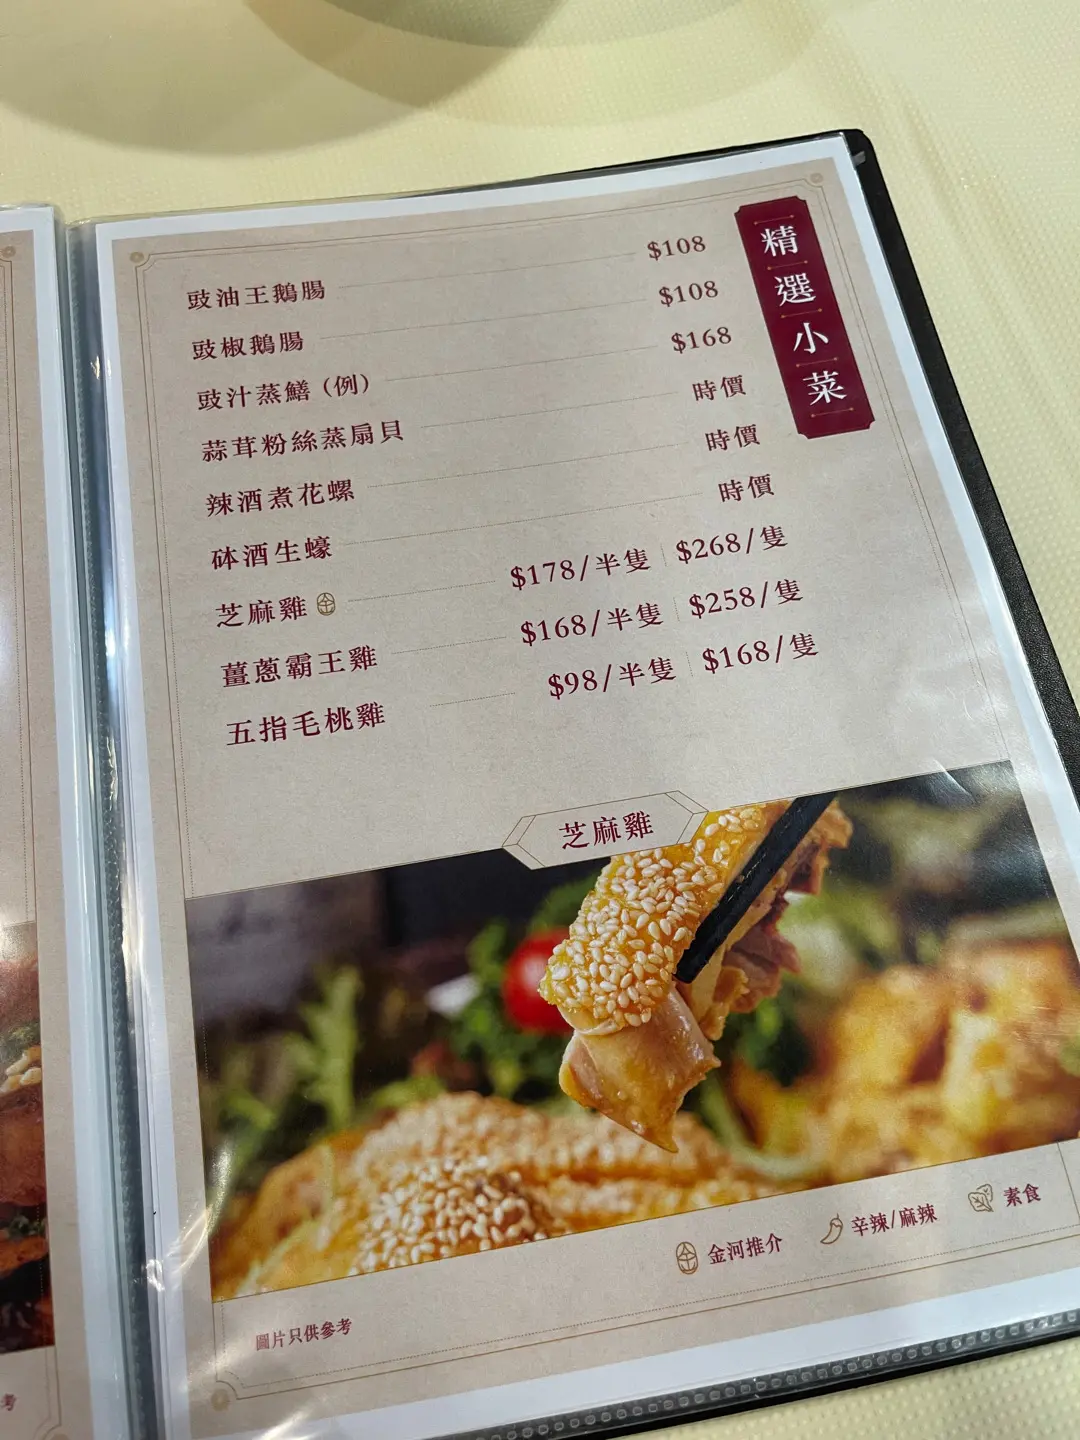 精選小菜
豉油王鵝腸 $108
豉椒鵝腸 $108
豉汁蒸鱔（例） $168
蒜茸粉絲蒸扇貝 時價
辣酒煮花螺 時價
砵酒生蠔 時價
芝麻雞 $178/半隻 $268/隻
薑蔥霸王雞 $168/半隻 $258/隻
五指毛桃雞 $98/半隻 $168/隻
芝麻雞
金河推介 辛辣/麻辣 素食
圖片只供參考
考